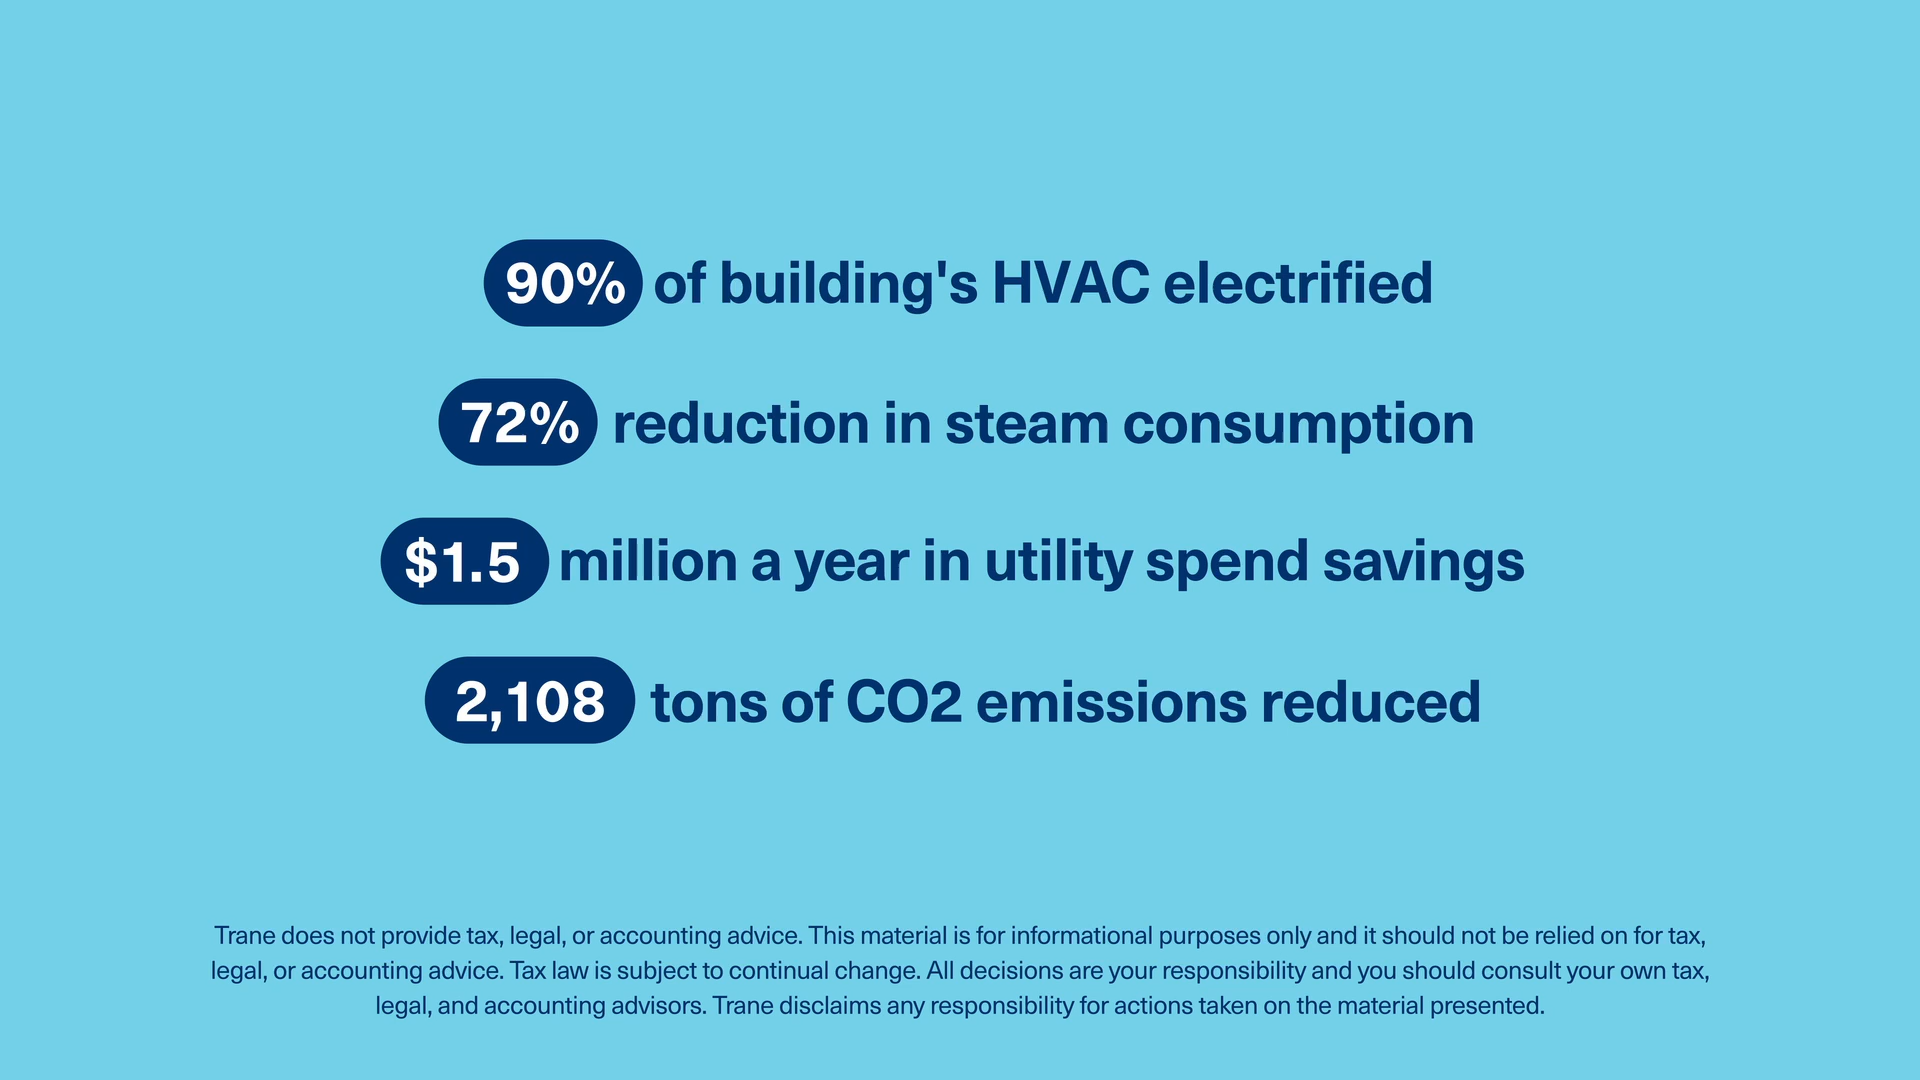 90% of building's HVAC electrified
72% reduction in steam consumption
$1.5 million a year in utility spend savings
2,108 tons of CO2 emissions reduced
Trane does not provide tax, legal, or accounting advice. This material is for informational purposes only and it should not be relied on for tax,
legal, or accounting advice. Tax law is subject to continual change. All decisions are your responsibility and you should consult your own tax,
legal, and accounting advisors. Trane disclaims any responsibility for actions taken on the material presented.